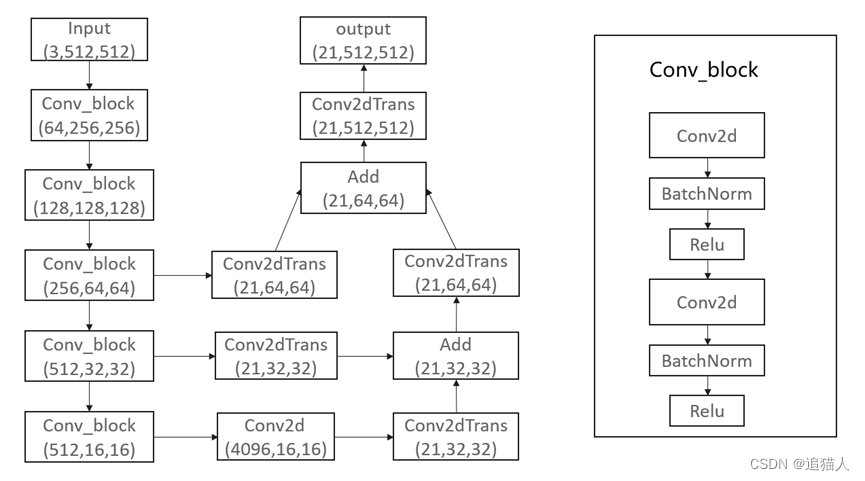 Input
(3,512,512)
Conv_block
(64,256,256)
Conv_block
(128,128,128)
Conv_block
(256,64,64)
Conv_block
(512,32,32)
Conv_block
(512,16,16)
output
(21,512,512)
Conv2dTrans
(21,512,512)
Add
(21,64,64)
Conv2dTrans
(21,64,64)
Conv2dTrans
(21,64,64)
Conv2dTrans
(21,32,32)
Add
(21,32,32)
Conv2d
(4096,16,16)
Conv2dTrans
(21,32,32)
Conv_block
Conv2d
BatchNorm
Relu
Conv2d
BatchNorm
Relu
CSDN @追猫人